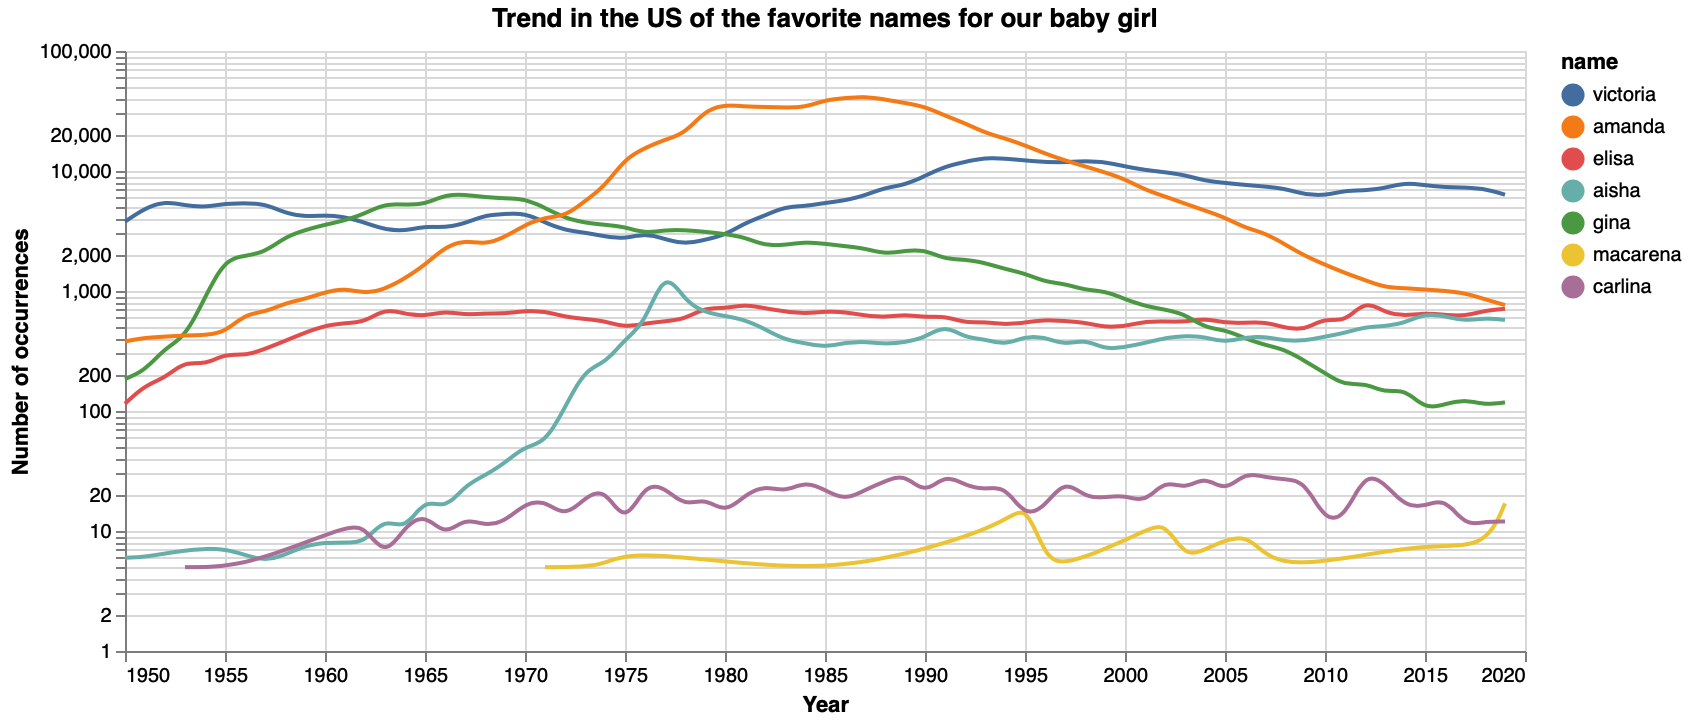 Trend in the US of the favorite names for our baby girl
100,000
20,000
10,000
2,000
1,000
200
100
20
10
2
1
Number of occurrences
1950 1955 1960 1965 1970 1975 1980 1985 1990 1995 2000 2005 2010 2015 2020
Year
name
victoria
amanda
elisa
aisha
gina
macarena
carlina